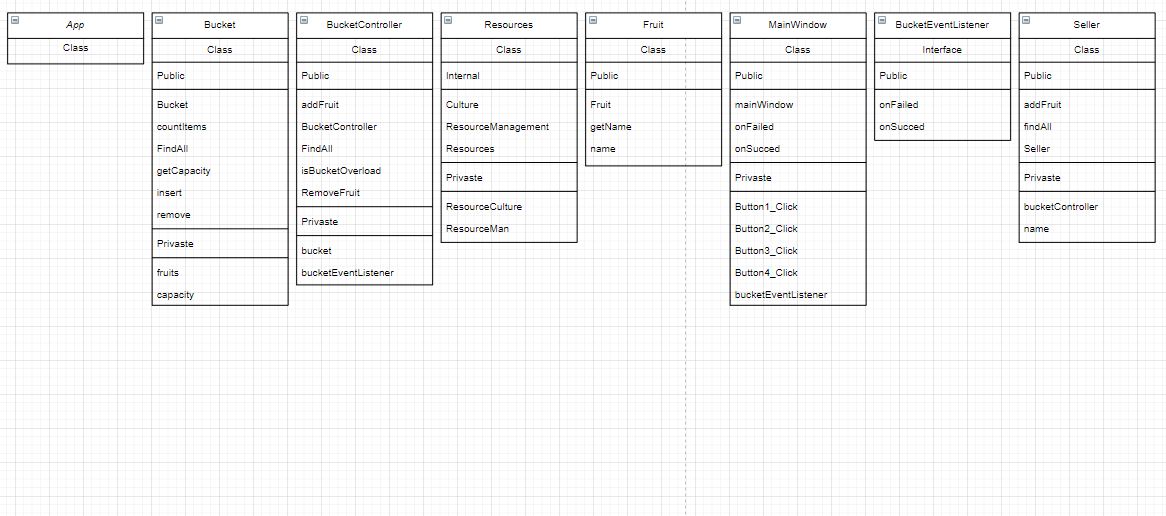 App
Class
Bucket
Class
Public
Bucket
countItems
FindAll
getCapacity
insert
remove
Privaste
fruits
capacity
BucketController
Class
Public
addFruit
BucketController
FindAll
isBucketOverload
RemoveFruit
Privaste
bucket
bucketEventListener
Resources
Class
Internal
Culture
ResourceManagement
Resources
Privaste
ResourceCulture
ResourceMan
Fruit
Class
Public
Fruit
getName
name
MainWindow
Class
Public
mainWindow
onFailed
onSucced
Privaste
Button1_Click
Button2_Click
Button3_Click
Button4_Click
bucketEventListener
BucketEventListener
Interface
Public
onFailed
onSucced
Seller
Class
Public
addFruit
findAll
Seller
Privaste
bucketController
name